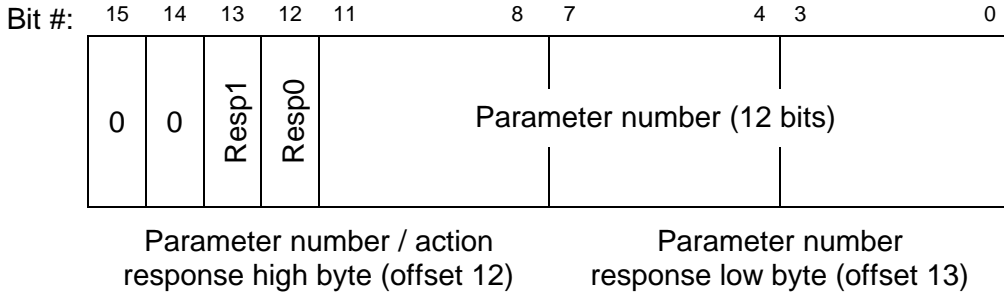 Bit #: 15 14 13 12 11 8 7 4 3 0
0 0 Resp1 Resp0 Parameter number (12 bits)
Parameter number / action Parameter number
response high byte (offset 12) response low byte (offset 13)